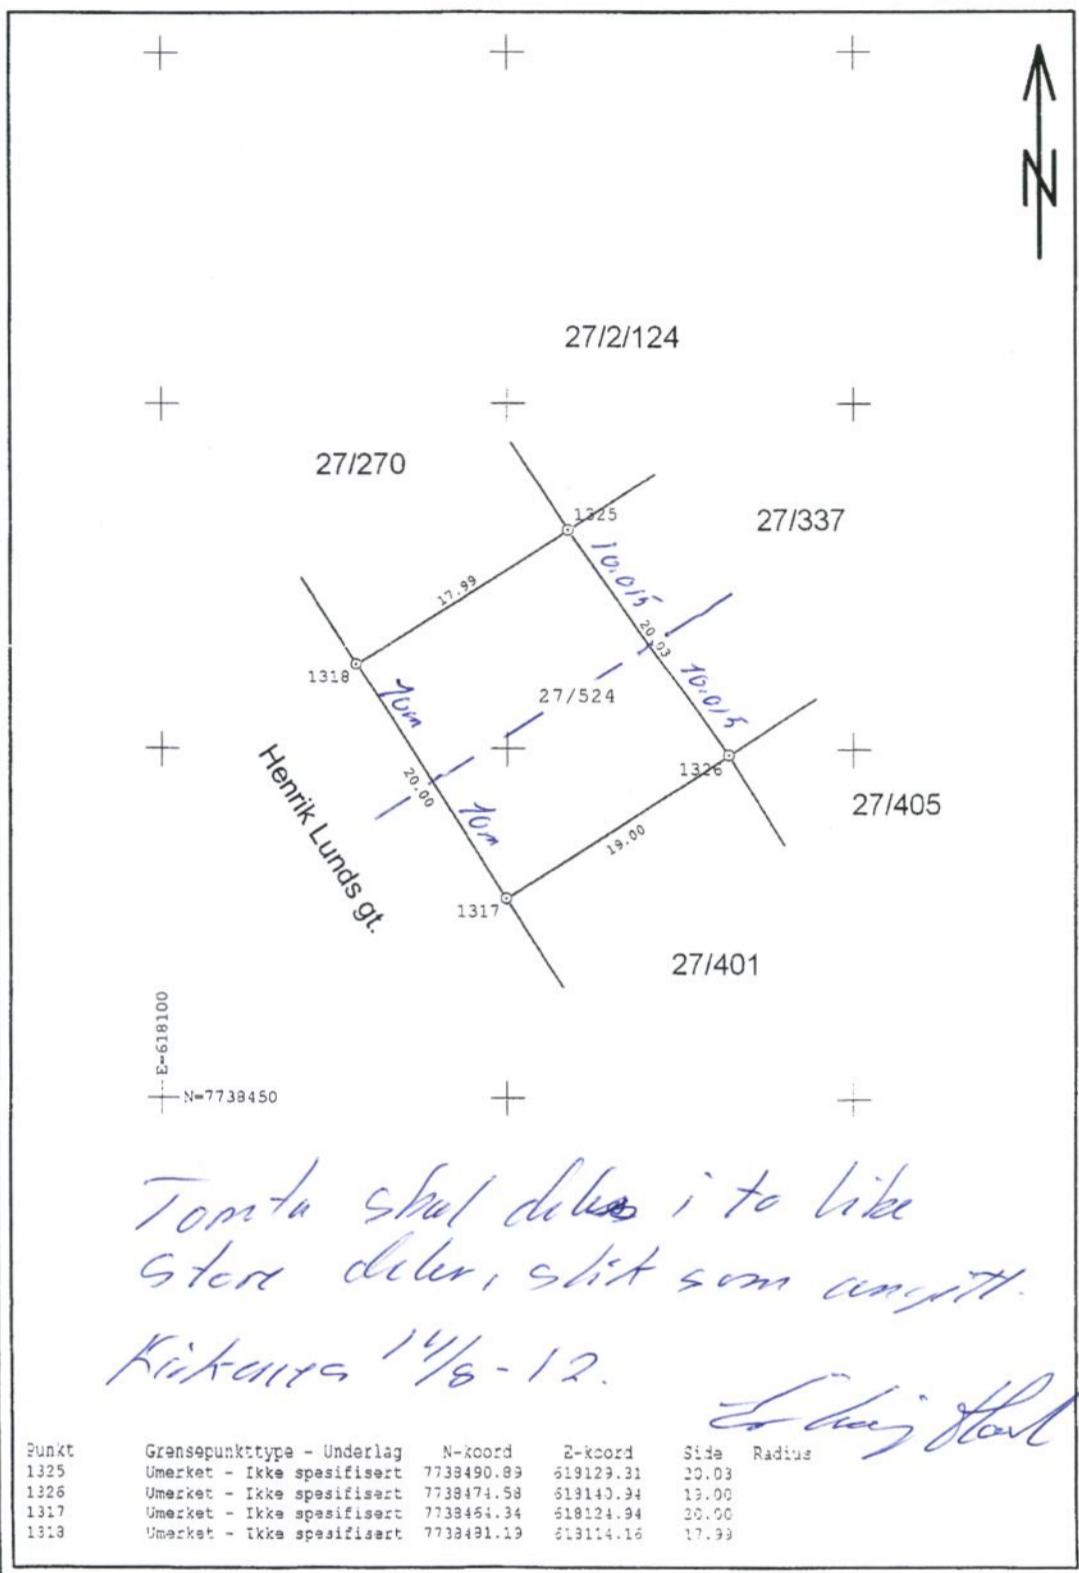 N
27/2/124
27/270
1325
27/337
10.015
17.99
20.03
1318
10m
27/524
10.015
1326
20.00
10m
27/405
Henrik Lunds gt.
19.00
1317
27/401
E=618100
N=7738450
Tomta skal deles i to like
store deler, slik som angitt.
Kirkenes 14/8-12.
Punkt Grensepunkttype - Underlag N-koord E-koord Side Radius
1325 Umerket - Ikke spesifisert 7738490.89 618129.31 20.03
1326 Umerket - Ikke spesifisert 7738474.58 618140.94 19.00
1317 Umerket - Ikke spesifisert 7738464.34 618124.94 20.00
1318 Umerket - Ikke spesifisert 7738481.19 618114.16 17.99